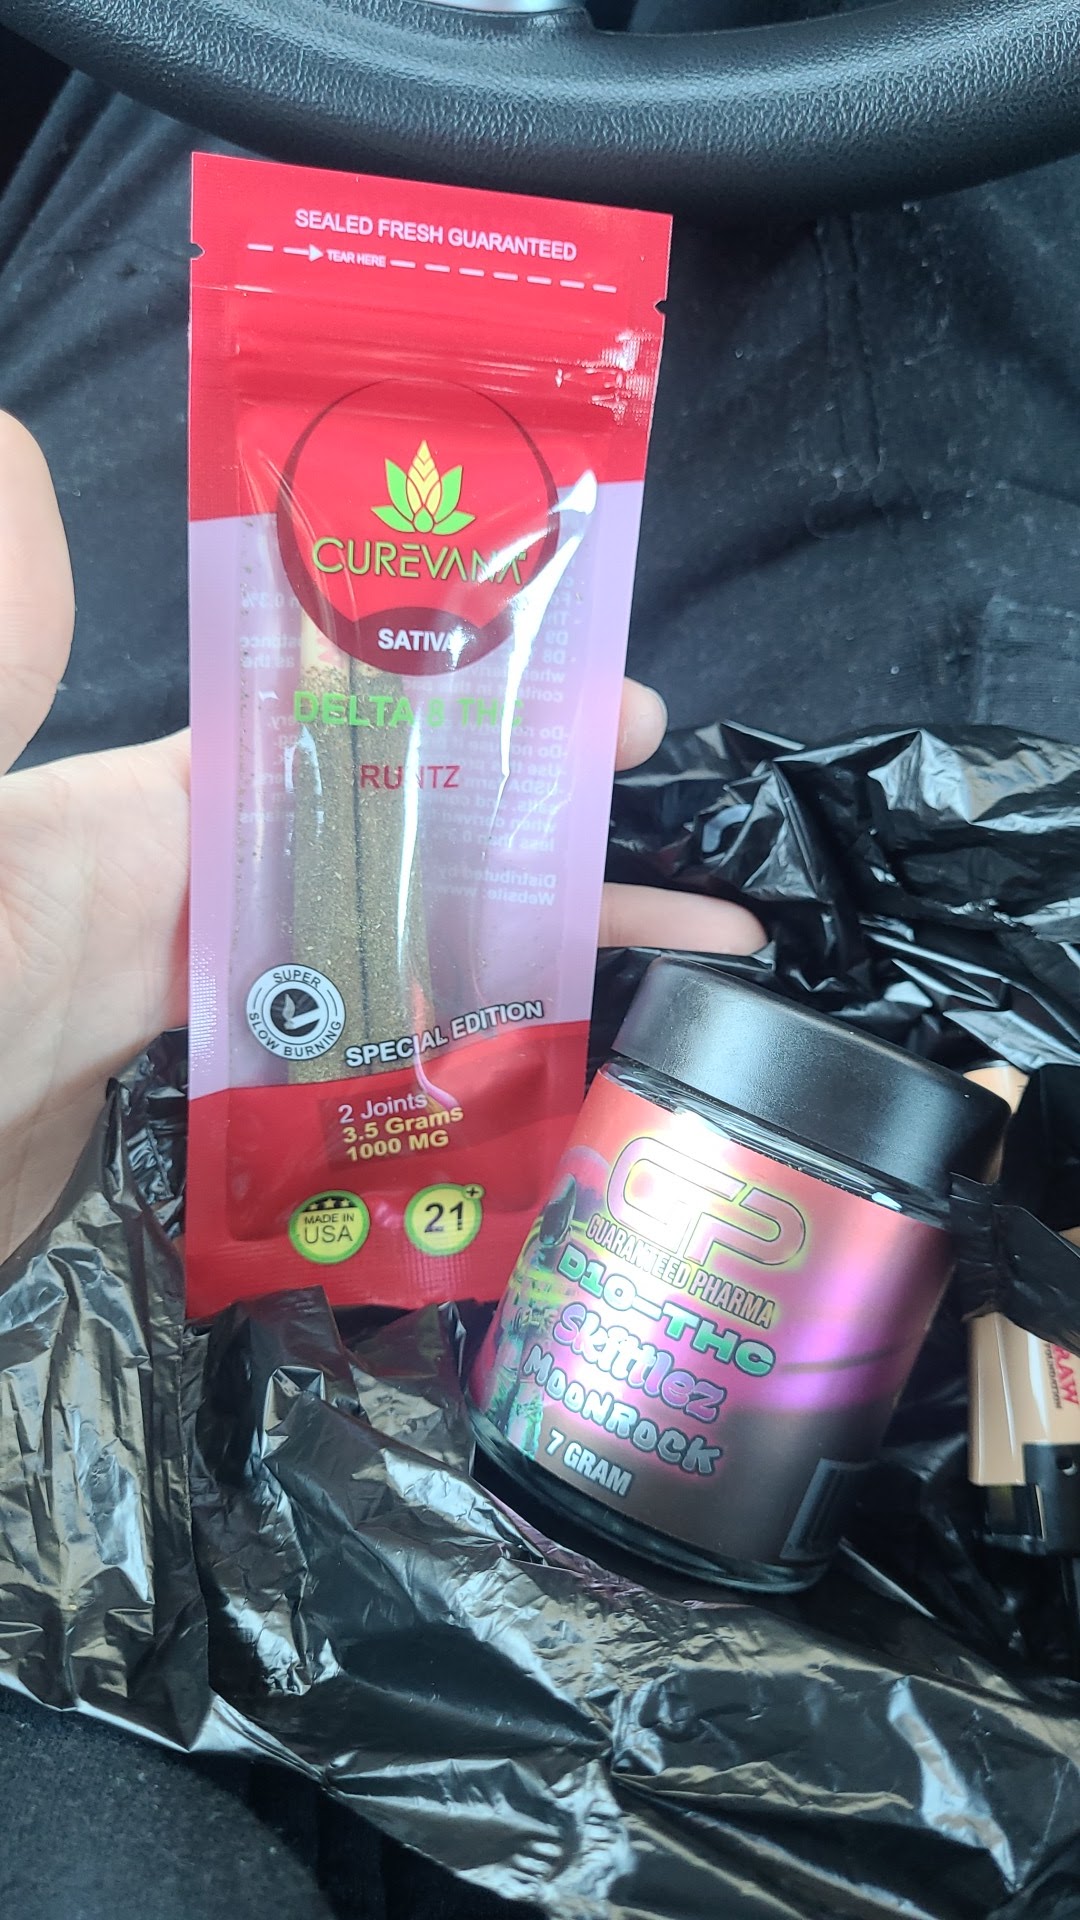 SEALED FRESH GUARANTEED
TEAR HERE
CUREVANA
SATIVA
DELTA 8 THC
RUNTZ
SUPER
SLOW BURNING
SPECIAL EDITION
2 Joints
3.5 Grams
1000 MG
MADE IN
USA
21+
GP
GUARANTEED PHARMA
D10-THC
Skittlez
MOONROCK
7 GRAM
RAW